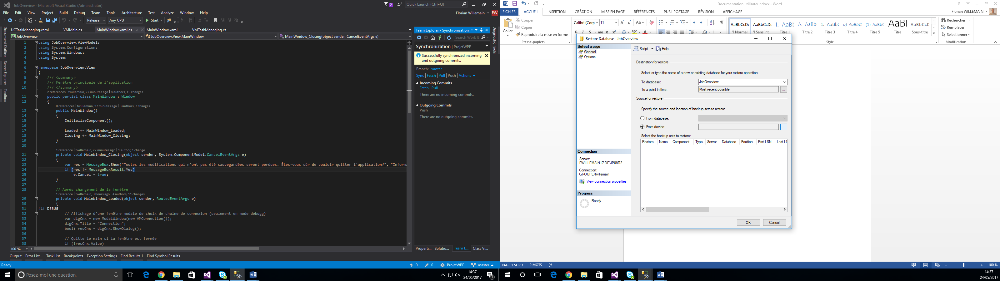 JobOverview - Microsoft Visual Studio (Administrator)
2
Quick Launch (Ctrl+Q)
File Edit View Project Build Debug Team Tools Architecture Test Analyze Window Help
Florian Willemain FW
Release Any CPU Start
Document Outline
Server Explorer
Toolbox
UCTaskManaging.xaml VMMain.cs MainWindow.xaml.cs MainWindow.xaml VMTaskManaging.cs
JobOverview JobOverview.View.MainWindow MainWindow_Closing(object sender, CancelEventArgs e)
1 using JobOverview.ViewModel;
2 using System.Configuration;
3 using System.Windows;
4 using System;
5
6 namespace JobOverview.View
7 {
8 /// <summary>
9 /// Fenêtre principale de l'application
10 /// </summary>
2 references | fwillemain, 27 minutes ago | 4 authors, 15 changes
11 public partial class MainWindow : Window
12 {
0 references | fwillemain, 27 minutes ago | 3 authors, 7 changes
13 public MainWindow()
14 {
15 InitializeComponent();
16
17 Loaded += MainWindow_Loaded;
18 Closing += MainWindow_Closing;
19 }
20
1 reference | fwillemain, 27 minutes ago | 1 author, 1 change
21 private void MainWindow_Closing(object sender, System.ComponentModel.CancelEventArgs e)
22 {
23 var res = MessageBox.Show("Toutes les modifications qui n'ont pas été sauvegardées seront perdues. Êtes-vous sûr de vouloir quitter l'application?", "Informa
24 if (res != MessageBoxResult.Yes)
25 e.Cancel = true;
26 }
27
28 // Après chargement de la fenêtre
1 reference | fwillemain, 3 hours ago | 4 authors, 11 changes
29 private void MainWindow_Loaded(object sender, RoutedEventArgs e)
30 {
31 #if DEBUG
32 // Affichage d'une fenêtre modale de choix de chaine de connexion (seulement en mode debugg)
33 var dlgCnx = new ModalWindow(new VMConnection());
34 dlgCnx.Title = "Connection";
35 bool? resCnx = dlgCnx.ShowDialog();
36
37 // Quitte le main si la fenêtre est fermée
38 if (!resCnx.Value)
100 %
Output Error List... Task List Breakpoints Exception Settings Find Results 1 Find Symbol Results
Ready
0 0 ProjetWPF master
Team Explorer - Synchronization
Search Work It
Synchronization | ProjetWPF
Successfully synchronized incoming
and outgoing commits.
Branch: master
Sync | Fetch | Pull | Push | Actions
Incoming Commits
Fetch | Pull
There are no incoming commits.
Outgoing Commits
Push
There are no outgoing commits.
Properti... Solutio... Team E... Class Vi...
Diagnostic Tools
Posez-moi une question.
14:37
24/05/2017
1
Documentation utilisateur.docx - Word
FICHIER ACCUEIL INSERTION CRÉATION MISE EN PAGE RÉFÉRENCES PUBLIPOSTAGE RÉVISION AFFICHAGE
Florian WILLEMAIN
Coller
Couper
Copier
Reproduire la mise en forme
Presse-papiers
Calibri (Corp 11
G I S abc
AaBbCcDc AaBbCcDc 1. AaBbC A. AaBb 1. AaBbC a) AaBbC (1) AaBbC AaBl AaBbCcD
¶ Normal ¶ Sans int... Titre 1 Titre 2 Titre 3 Titre 4 Titre 5 Titre Sous-titre
Style
Rechercher
Remplacer
Sélectionner
Modification
Restore Database - JobOverview
Select a page
General
Options
Script Help
Destination for restore
Select or type the name of a new or existing database for your restore operation.
To database: JobOverview
To a point in time: Most recent possible ...
Source for restore
Specify the source and location of backup sets to restore.
From database:
From device: ...
Select the backup sets to restore:
Restore Name Component Type Server Database Position First LSN Last LS
Connection
Server:
FWILLEMAIN17-DE\IP08R2
Connection:
GROUPE\fwillemain
View connection properties
Progress
Ready
OK Cancel
PAGE 1 SUR 1 2 MOTS
100 %
14:37
24/05/2017